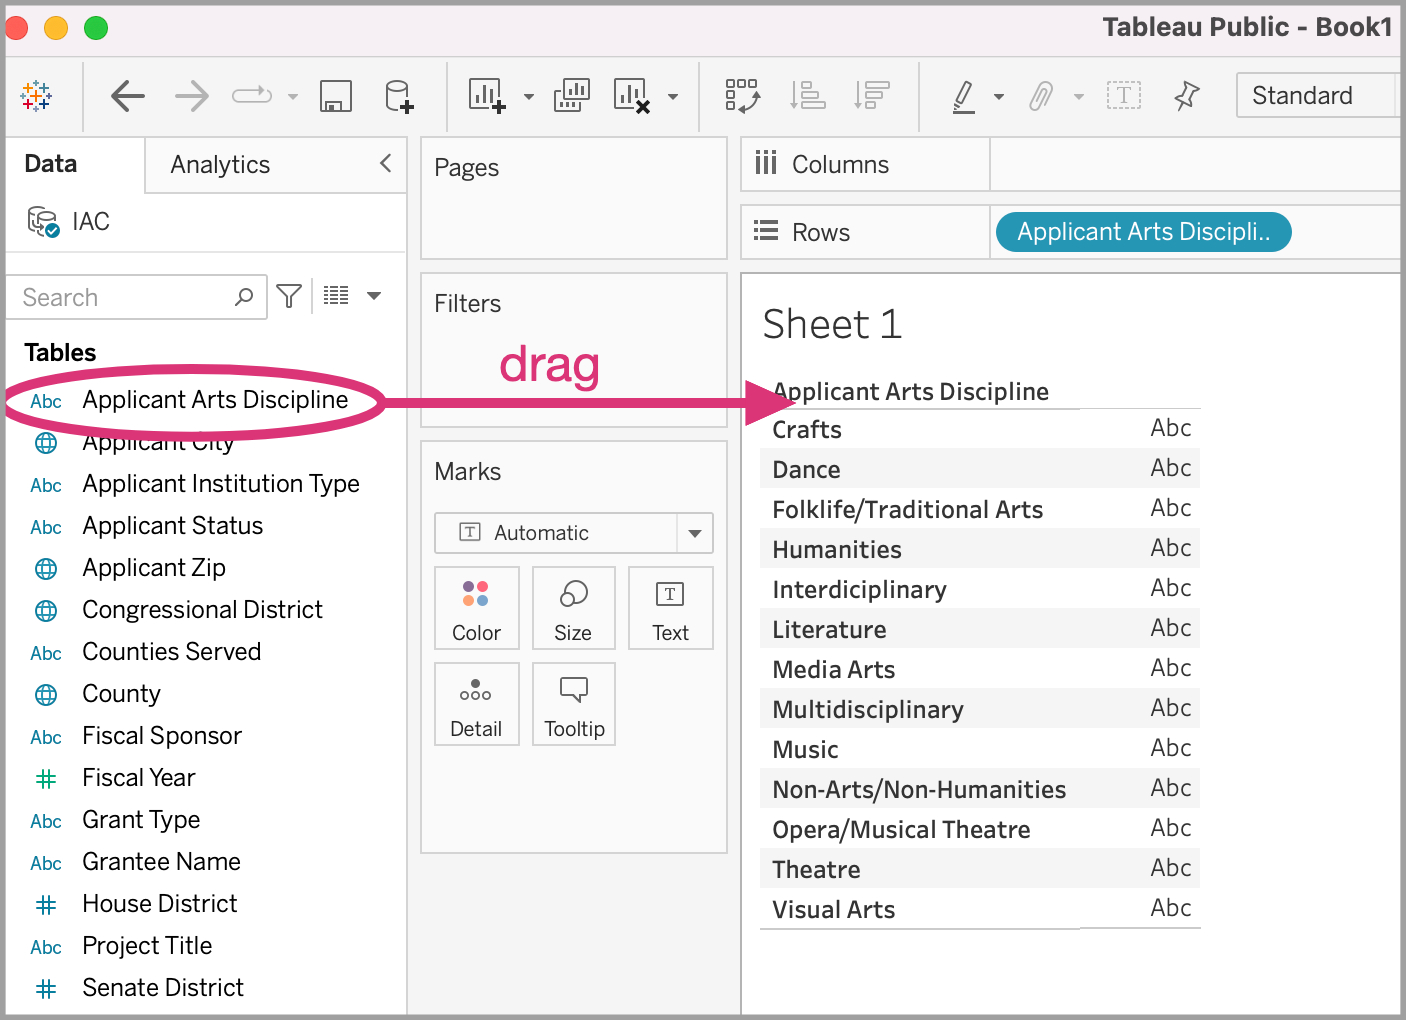 Tableau Public - Book1
Standard
Data
Analytics
IAC
Search
Tables
Abc Applicant Arts Discipline
Applicant City
Abc Applicant Institution Type
Abc Applicant Status
Applicant Zip
Congressional District
Abc Counties Served
County
Abc Fiscal Sponsor
Fiscal Year
Abc Grant Type
Abc Grantee Name
House District
Abc Project Title
Senate District
Pages
Filters
drag
Marks
T Automatic
Color
Size
T
Text
Detail
Tooltip
Columns
Rows
Applicant Arts Discipli..
Sheet 1
Applicant Arts Discipline
Crafts Abc
Dance Abc
Folklife/Traditional Arts Abc
Humanities Abc
Interdiciplinary Abc
Literature Abc
Media Arts Abc
Multidisciplinary Abc
Music Abc
Non-Arts/Non-Humanities Abc
Opera/Musical Theatre Abc
Theatre Abc
Visual Arts Abc